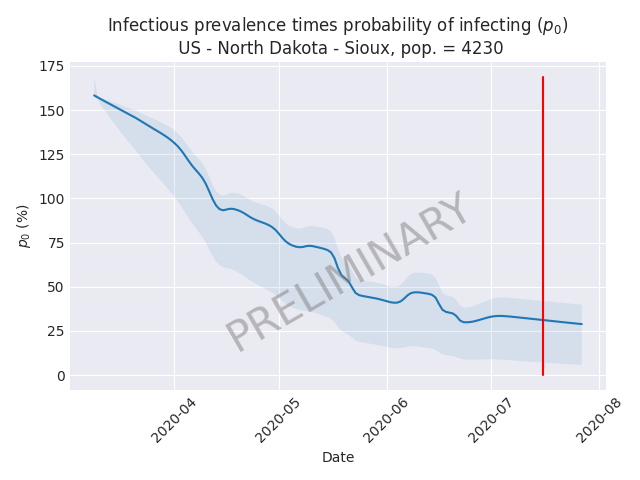 Infectious prevalence times probability of infecting (p₀)
US - North Dakota - Sioux, pop. = 4230
175
150
125
100
75
50
25
0
p₀ (%)
PRELIMINARY
2020-04
2020-05
2020-06
2020-07
2020-08
Date